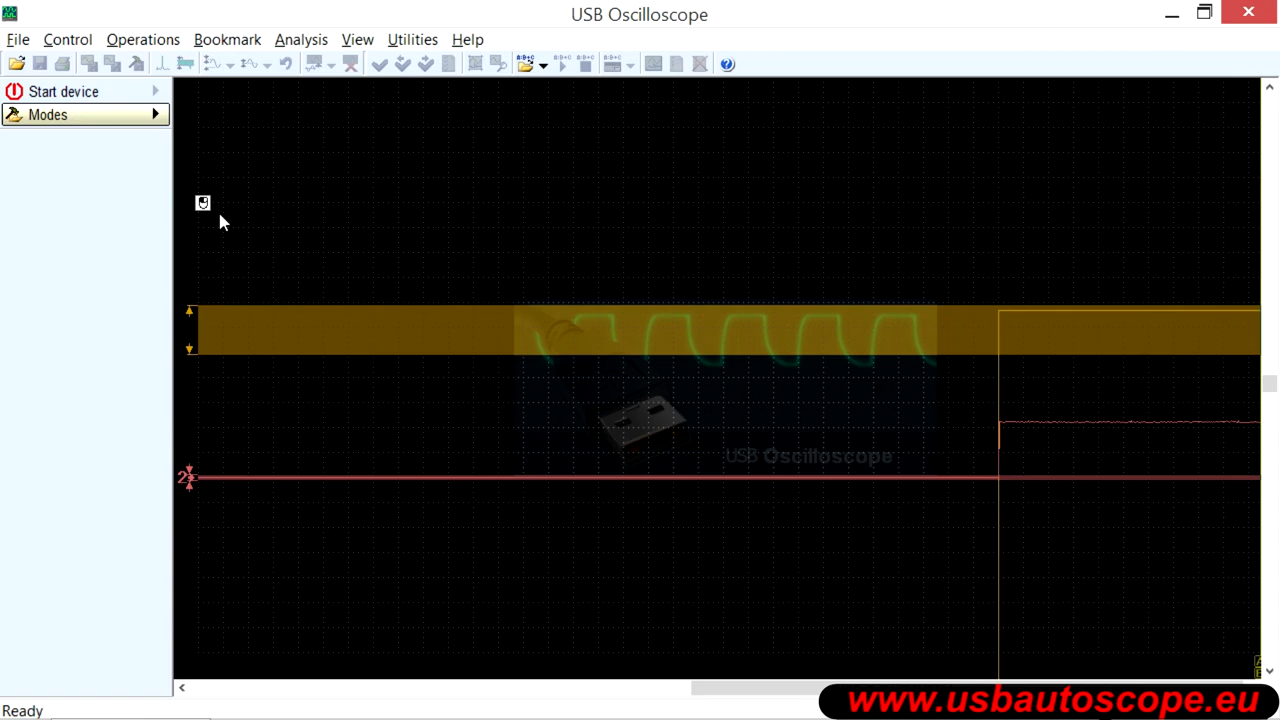 USB Oscilloscope
File Control Operations Bookmark Analysis View Utilities Help
A:B+C A:B+C
Start device
Modes
USB Oscilloscope
2
Ready
www.usbautoscope.eu